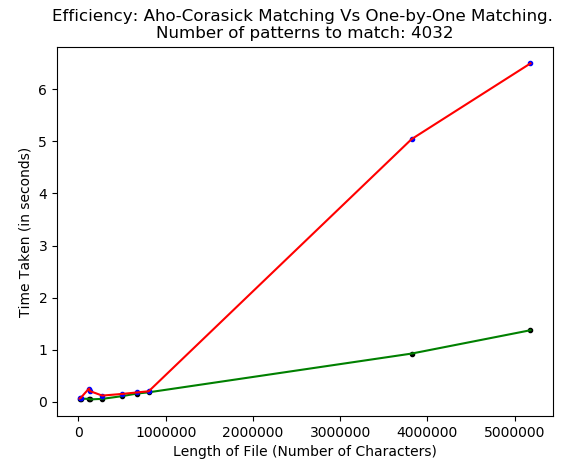 Efficiency: Aho-Corasick Matching Vs One-by-One Matching.
Number of patterns to match: 4032
6
5
4
3
2
1
0
Time Taken (in seconds)
0 1000000 2000000 3000000 4000000 5000000
Length of File (Number of Characters)